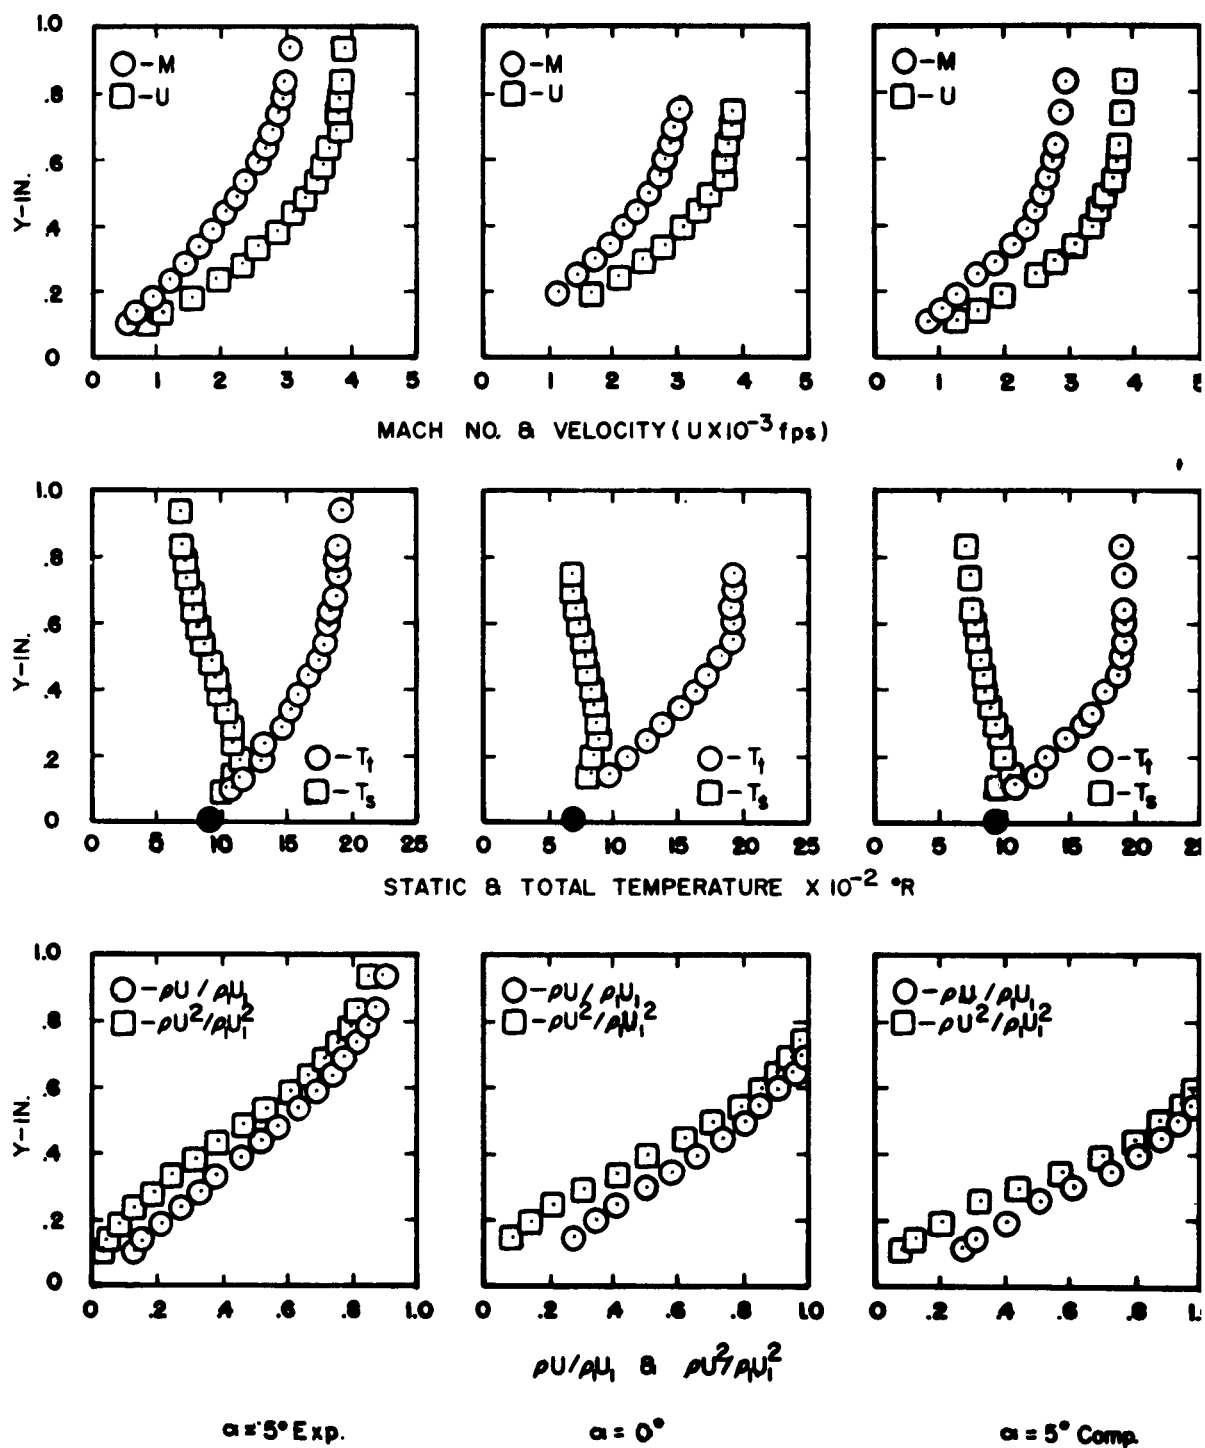 1.0
.8
.6
.4
.2
0
Y-IN.
○-M
□-U
○-M
□-U
○-M
□-U
0 1 2 3 4 5
0 1 2 3 4 5
0 1 2 3 4 5
MACH NO. & VELOCITY (UX10⁻³ fps)
1.0
.8
.6
.4
.2
0
Y-IN.
○-Tt
□-Ts
○-Tt
□-Ts
○-Tt
□-Ts
0 5 10 15 20 25
0 5 10 15 20 25
5 10 15 20
STATIC & TOTAL TEMPERATURE X 10⁻² °R
1.0
.8
.6
.4
.2
0
Y-IN.
○-ρU/ρ₁U₁
□-ρU²/ρ₁U₁²
○-ρU/ρ₁U₁
□-ρU²/ρ₁U₁²
○-ρU/ρ₁U₁
□-ρU²/ρ₁U₁²
0 .2 .4 .6 .8 1.0
0 .2 .4 .6 .8 1.0
0 .2 .4 .6 .8
ρU/ρ₁U₁ & ρU²/ρ₁U₁²
α = 5° Exp.
α = 0°
α = 5° Comp.